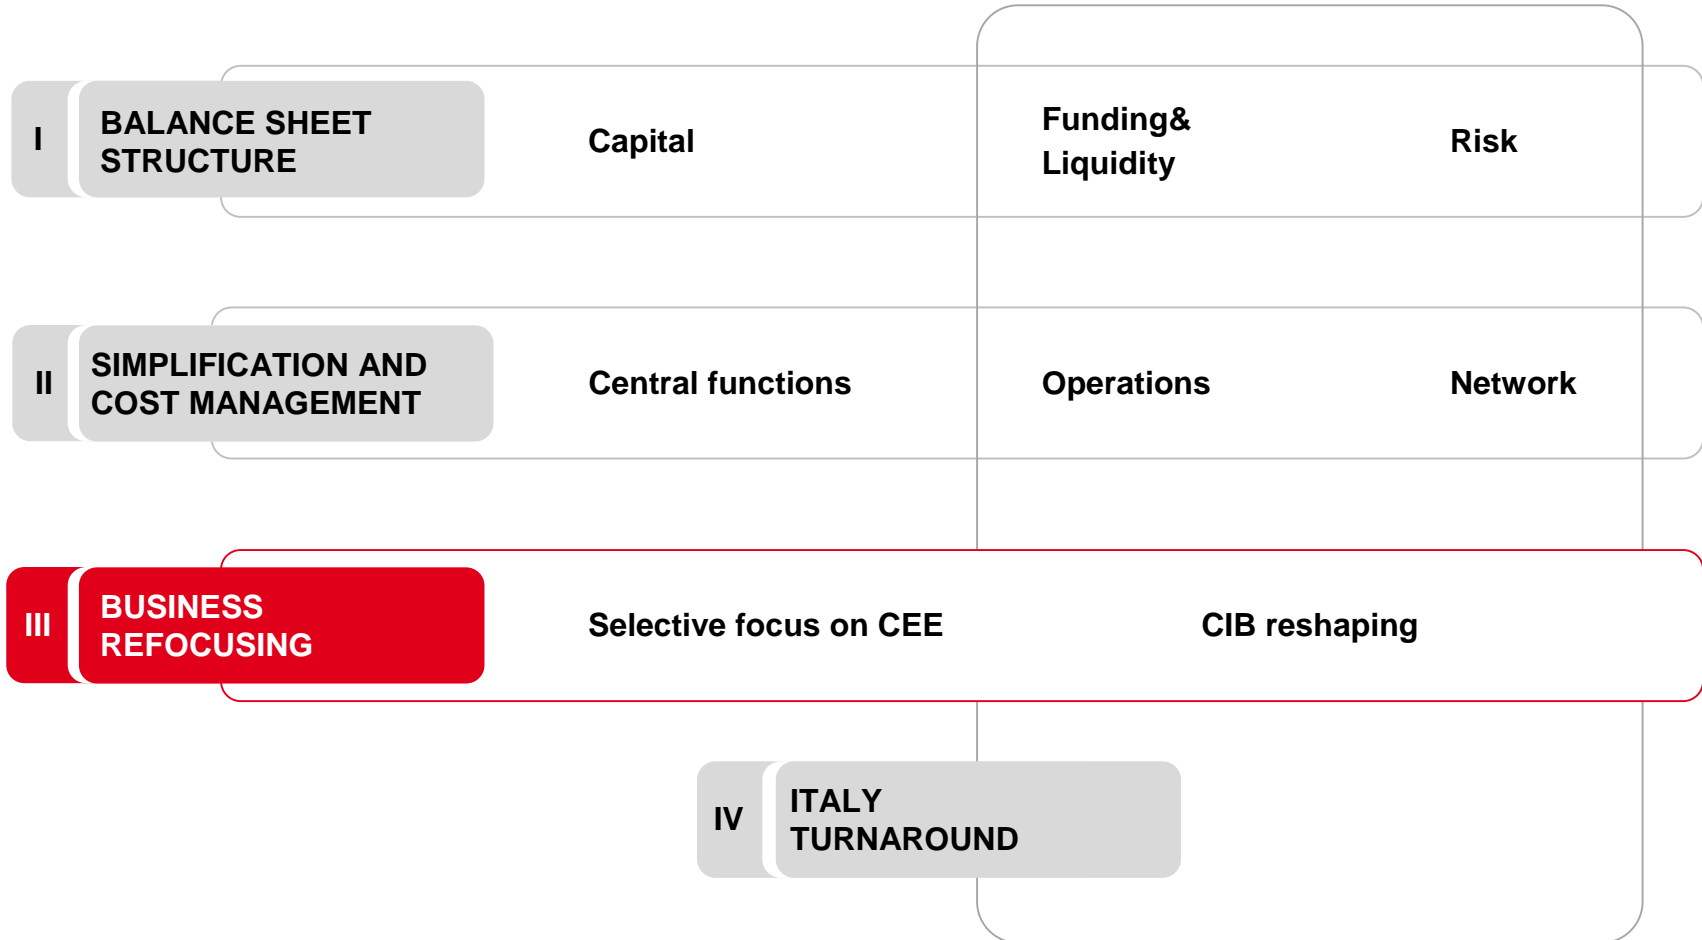 I
BALANCE SHEET
STRUCTURE
Capital
Funding&
Liquidity
Risk
II
SIMPLIFICATION AND
COST MANAGEMENT
Central functions
Operations
Network
III
BUSINESS
REFOCUSING
Selective focus on CEE
CIB reshaping
IV
ITALY
TURNAROUND